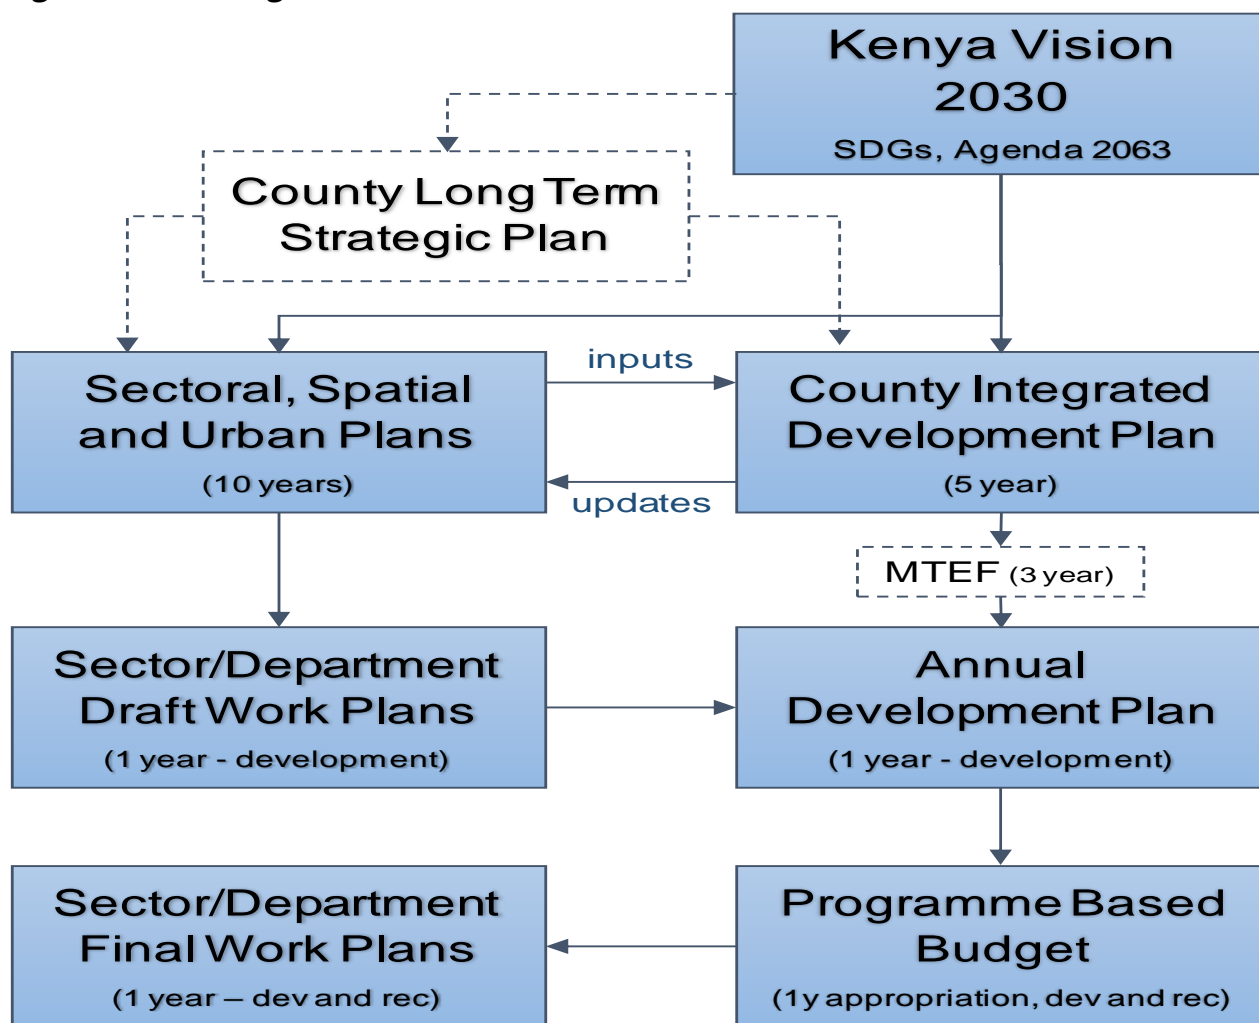 Kenya Vision
2030
SDGs, Agenda 2063
County Long Term
Strategic Plan
Sectoral, Spatial
and Urban Plans
(10 years)
inputs
updates
County Integrated
Development Plan
(5 year)
MTEF (3 year)
Sector/Department
Draft Work Plans
(1 year - development)
Annual
Development Plan
(1 year - development)
Sector/Department
Final Work Plans
(1 year – dev and rec)
Programme Based
Budget
(1y appropriation, dev and rec)